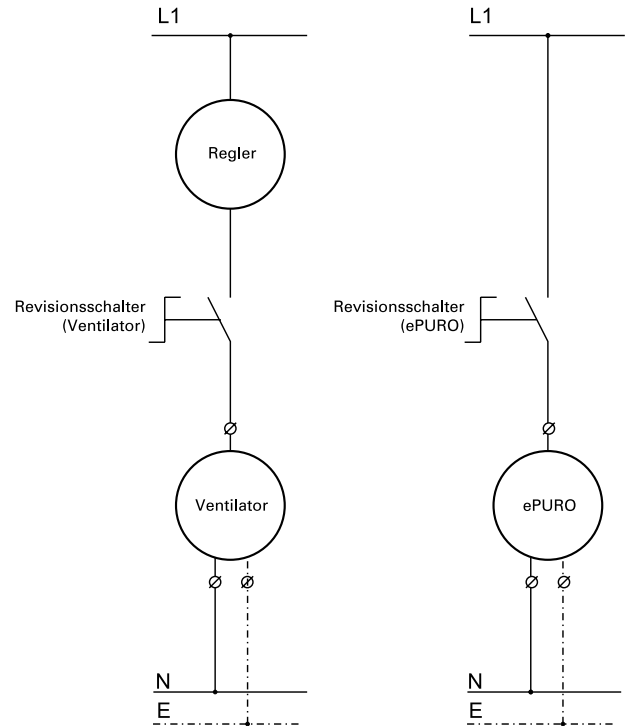 L1
Regler
Revisionsschalter
(Ventilator)
Ventilator
N
E
L1
Revisionsschalter
(ePURO)
ePURO
N
E